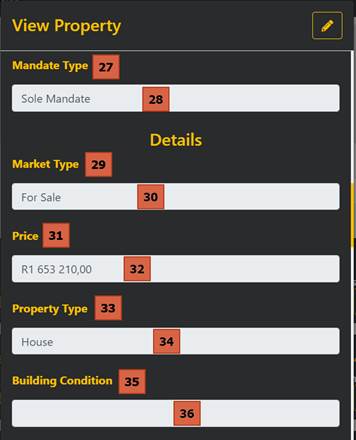 View Property
Mandate Type 27
Sole Mandate 28
Details
Market Type 29
For Sale 30
Price 31
R1 653 210,00 32
Property Type 33
House 34
Building Condition 35
36